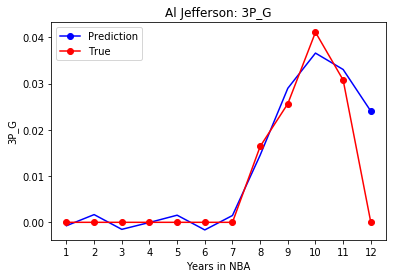 Al Jefferson: 3P_G
Prediction
True
0.04
0.03
0.02
0.01
0.00
3P_G
1 2 3 4 5 6 7 8 9 10 11 12
Years in NBA